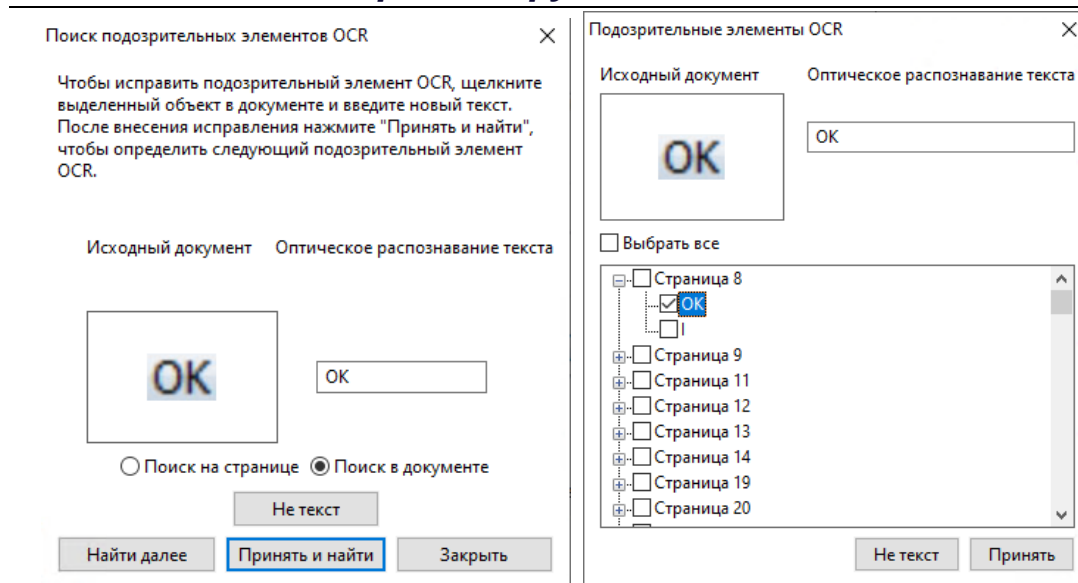 Поиск подозрительных элементов OCR
Чтобы исправить подозрительный элемент OCR, щелкните
выделенный объект в документе и введите новый текст.
После внесения исправления нажмите "Принять и найти",
чтобы определить следующий подозрительный элемент
OCR.
Исходный документ Оптическое распознавание текста
OK
OK
Поиск на странице Поиск в документе
Не текст
Найти далее Принять и найти Закрыть
Подозрительные элементы OCR
Исходный документ Оптическое распознавание текста
OK
OK
Выбрать все
Страница 8
OK
I
Страница 9
Страница 11
Страница 12
Страница 13
Страница 14
Страница 19
Страница 20
Не текст Принять